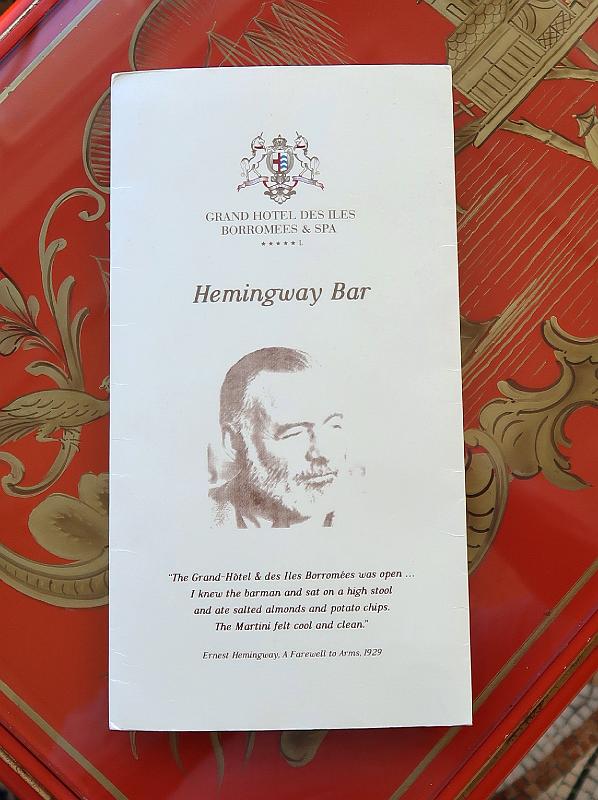 GRAND HOTEL DES ILES
BORROMEES & SPA
★★★★★ L
Hemingway Bar
"The Grand-Hôtel & des Iles Borromées was open ...
I knew the barman and sat on a high stool
and ate salted almonds and potato chips.
The Martini felt cool and clean."
Ernest Hemingway, A Farewell to Arms, 1929